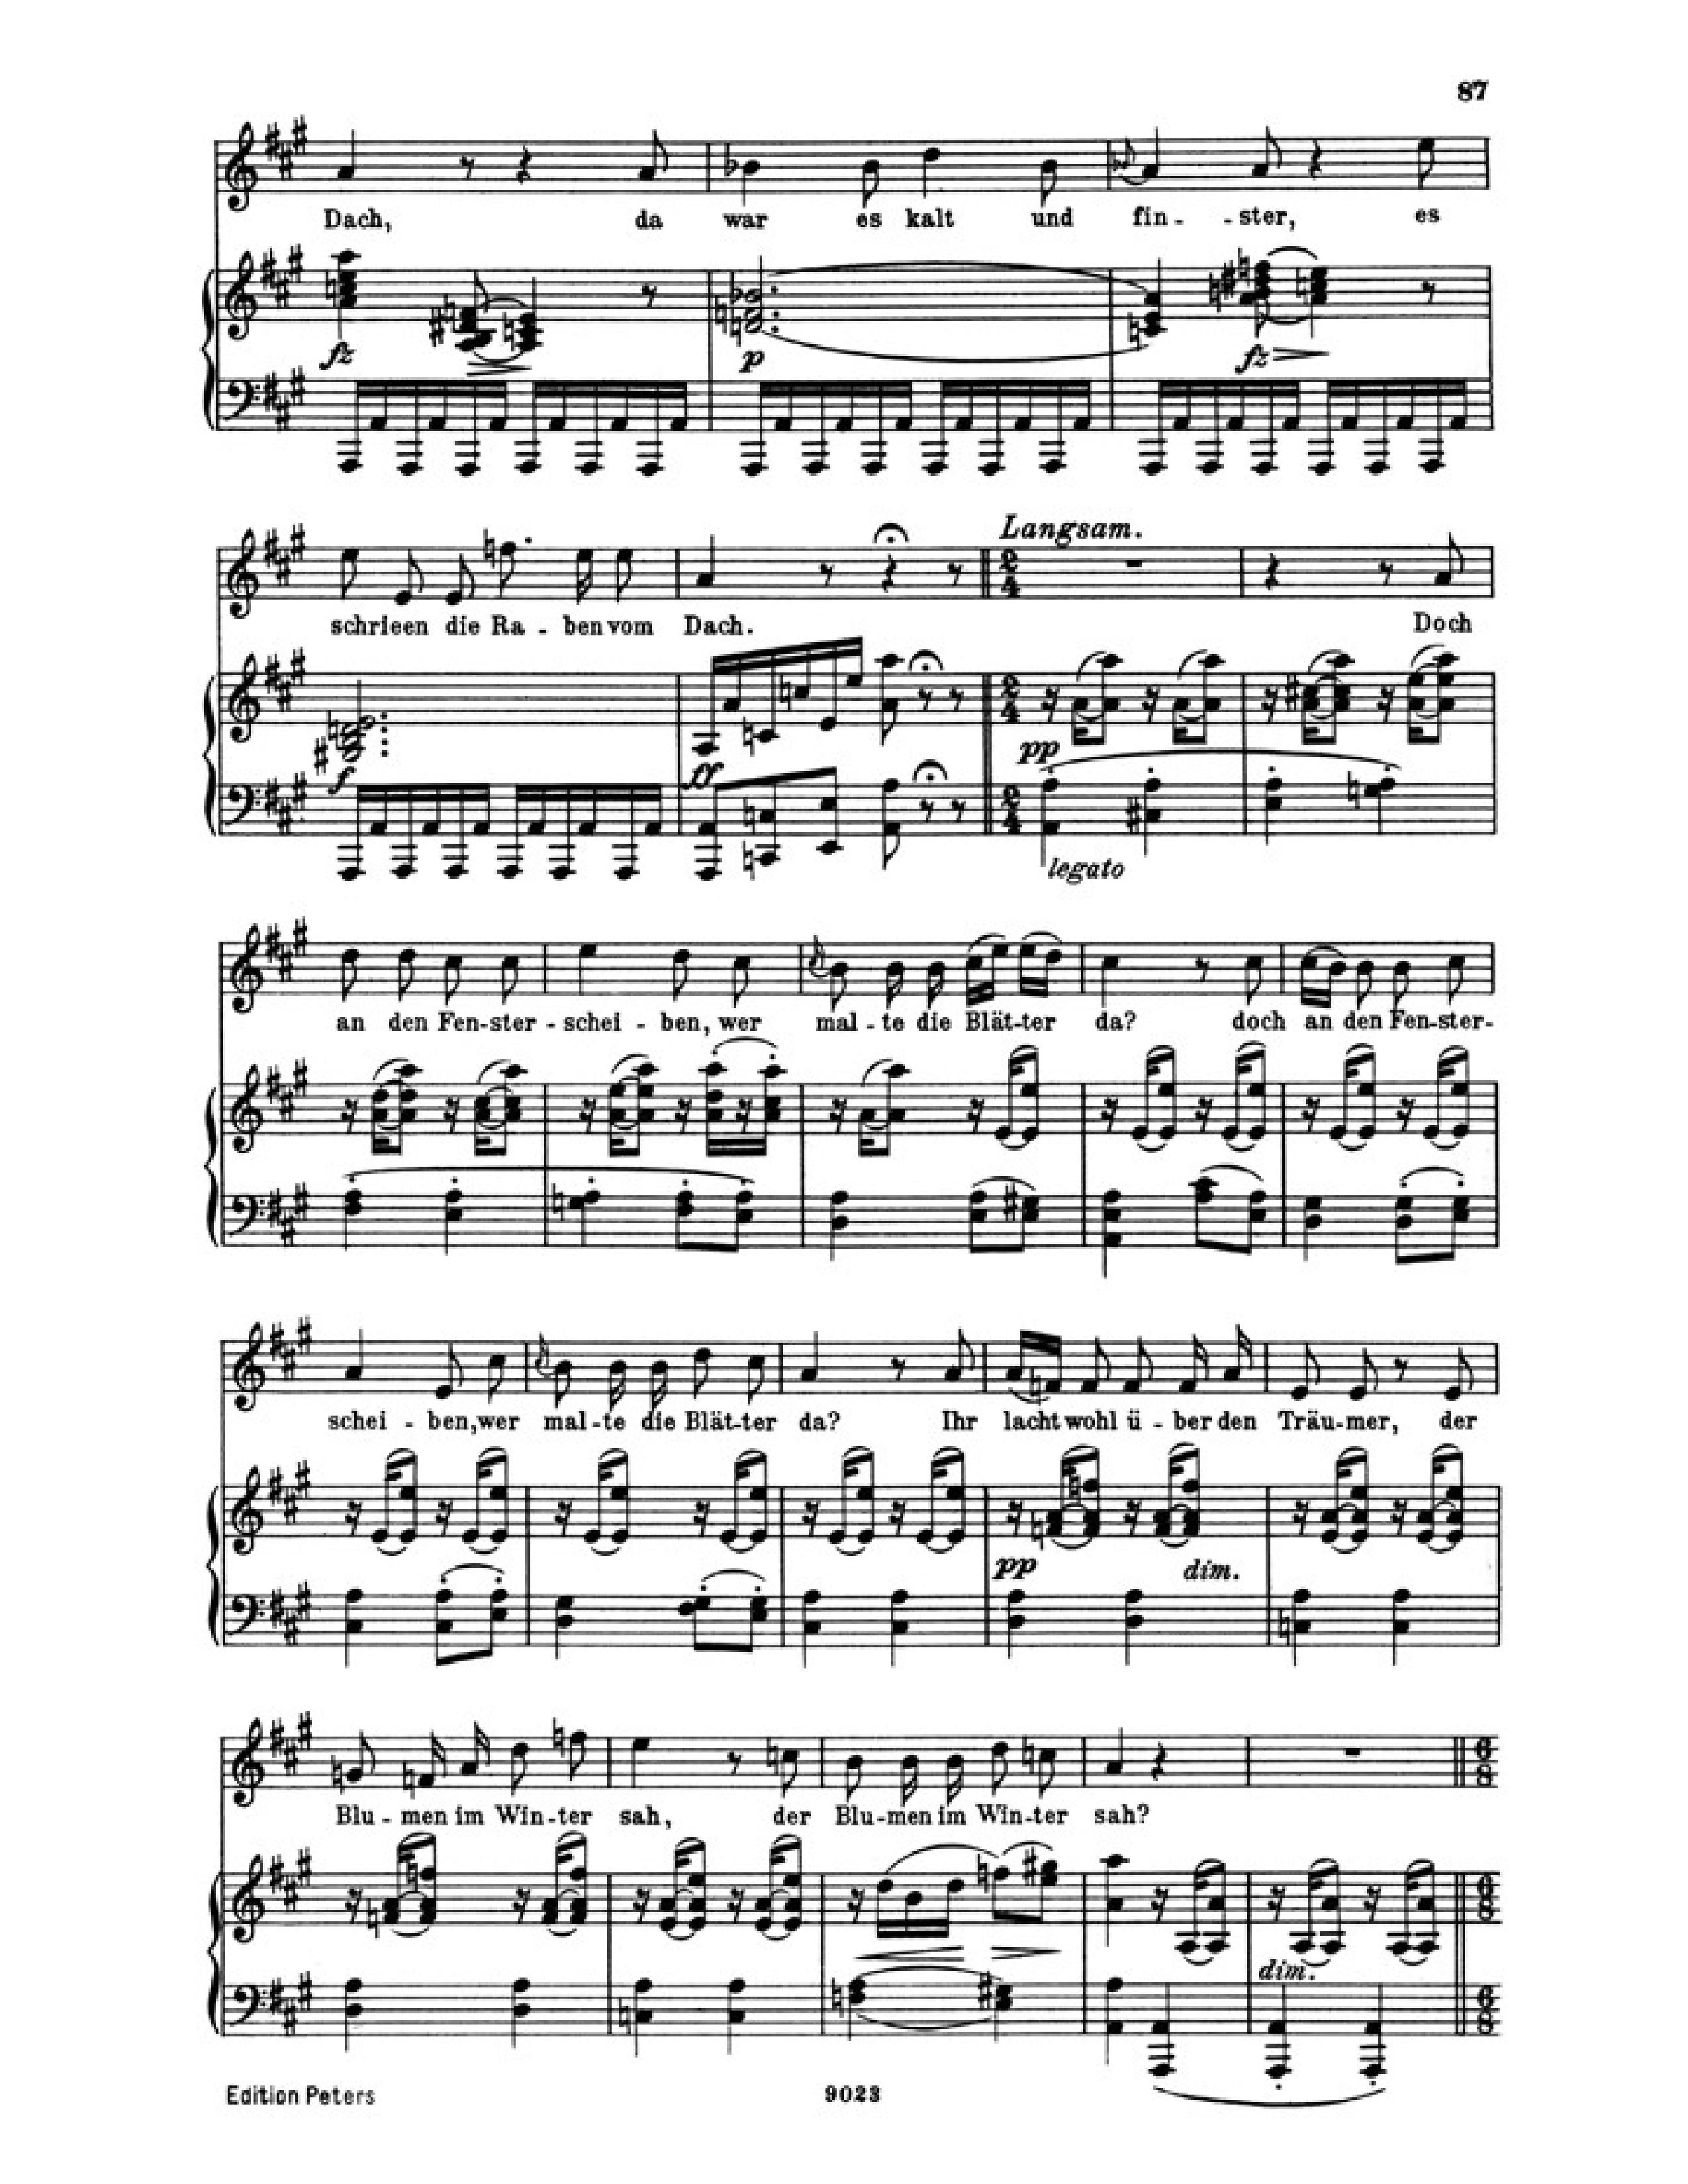 87
Dach, da war es kalt und fin - - ster, es
fz p fz
Langsam.
schrieen die Ra - ben vom Dach. Doch
f ff pp
legato
an den Fen-ster - schei - ben, wer mal - te die Blät-ter da? doch an den Fen-ster-
schei - ben, wer mal - te die Blät-ter da? Ihr lacht wohl ü - ber den Träu-mer, der
pp dim.
Blu - men im Win-ter sah, der Blu-men im Win-ter sah?
dim.
Edition Peters 9023